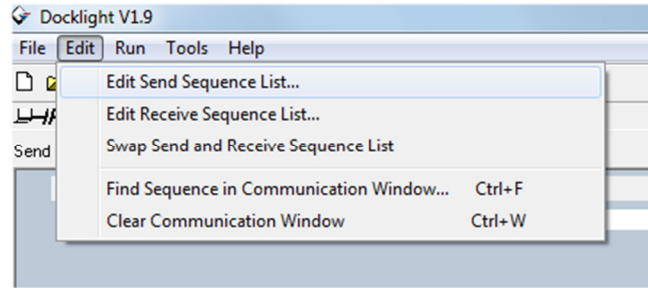 Docklight V1.9
File Edit Run Tools Help
Edit Send Sequence List...
Edit Receive Sequence List...
Send
Swap Send and Receive Sequence List
Find Sequence in Communication Window... Ctrl+F
Clear Communication Window Ctrl+W